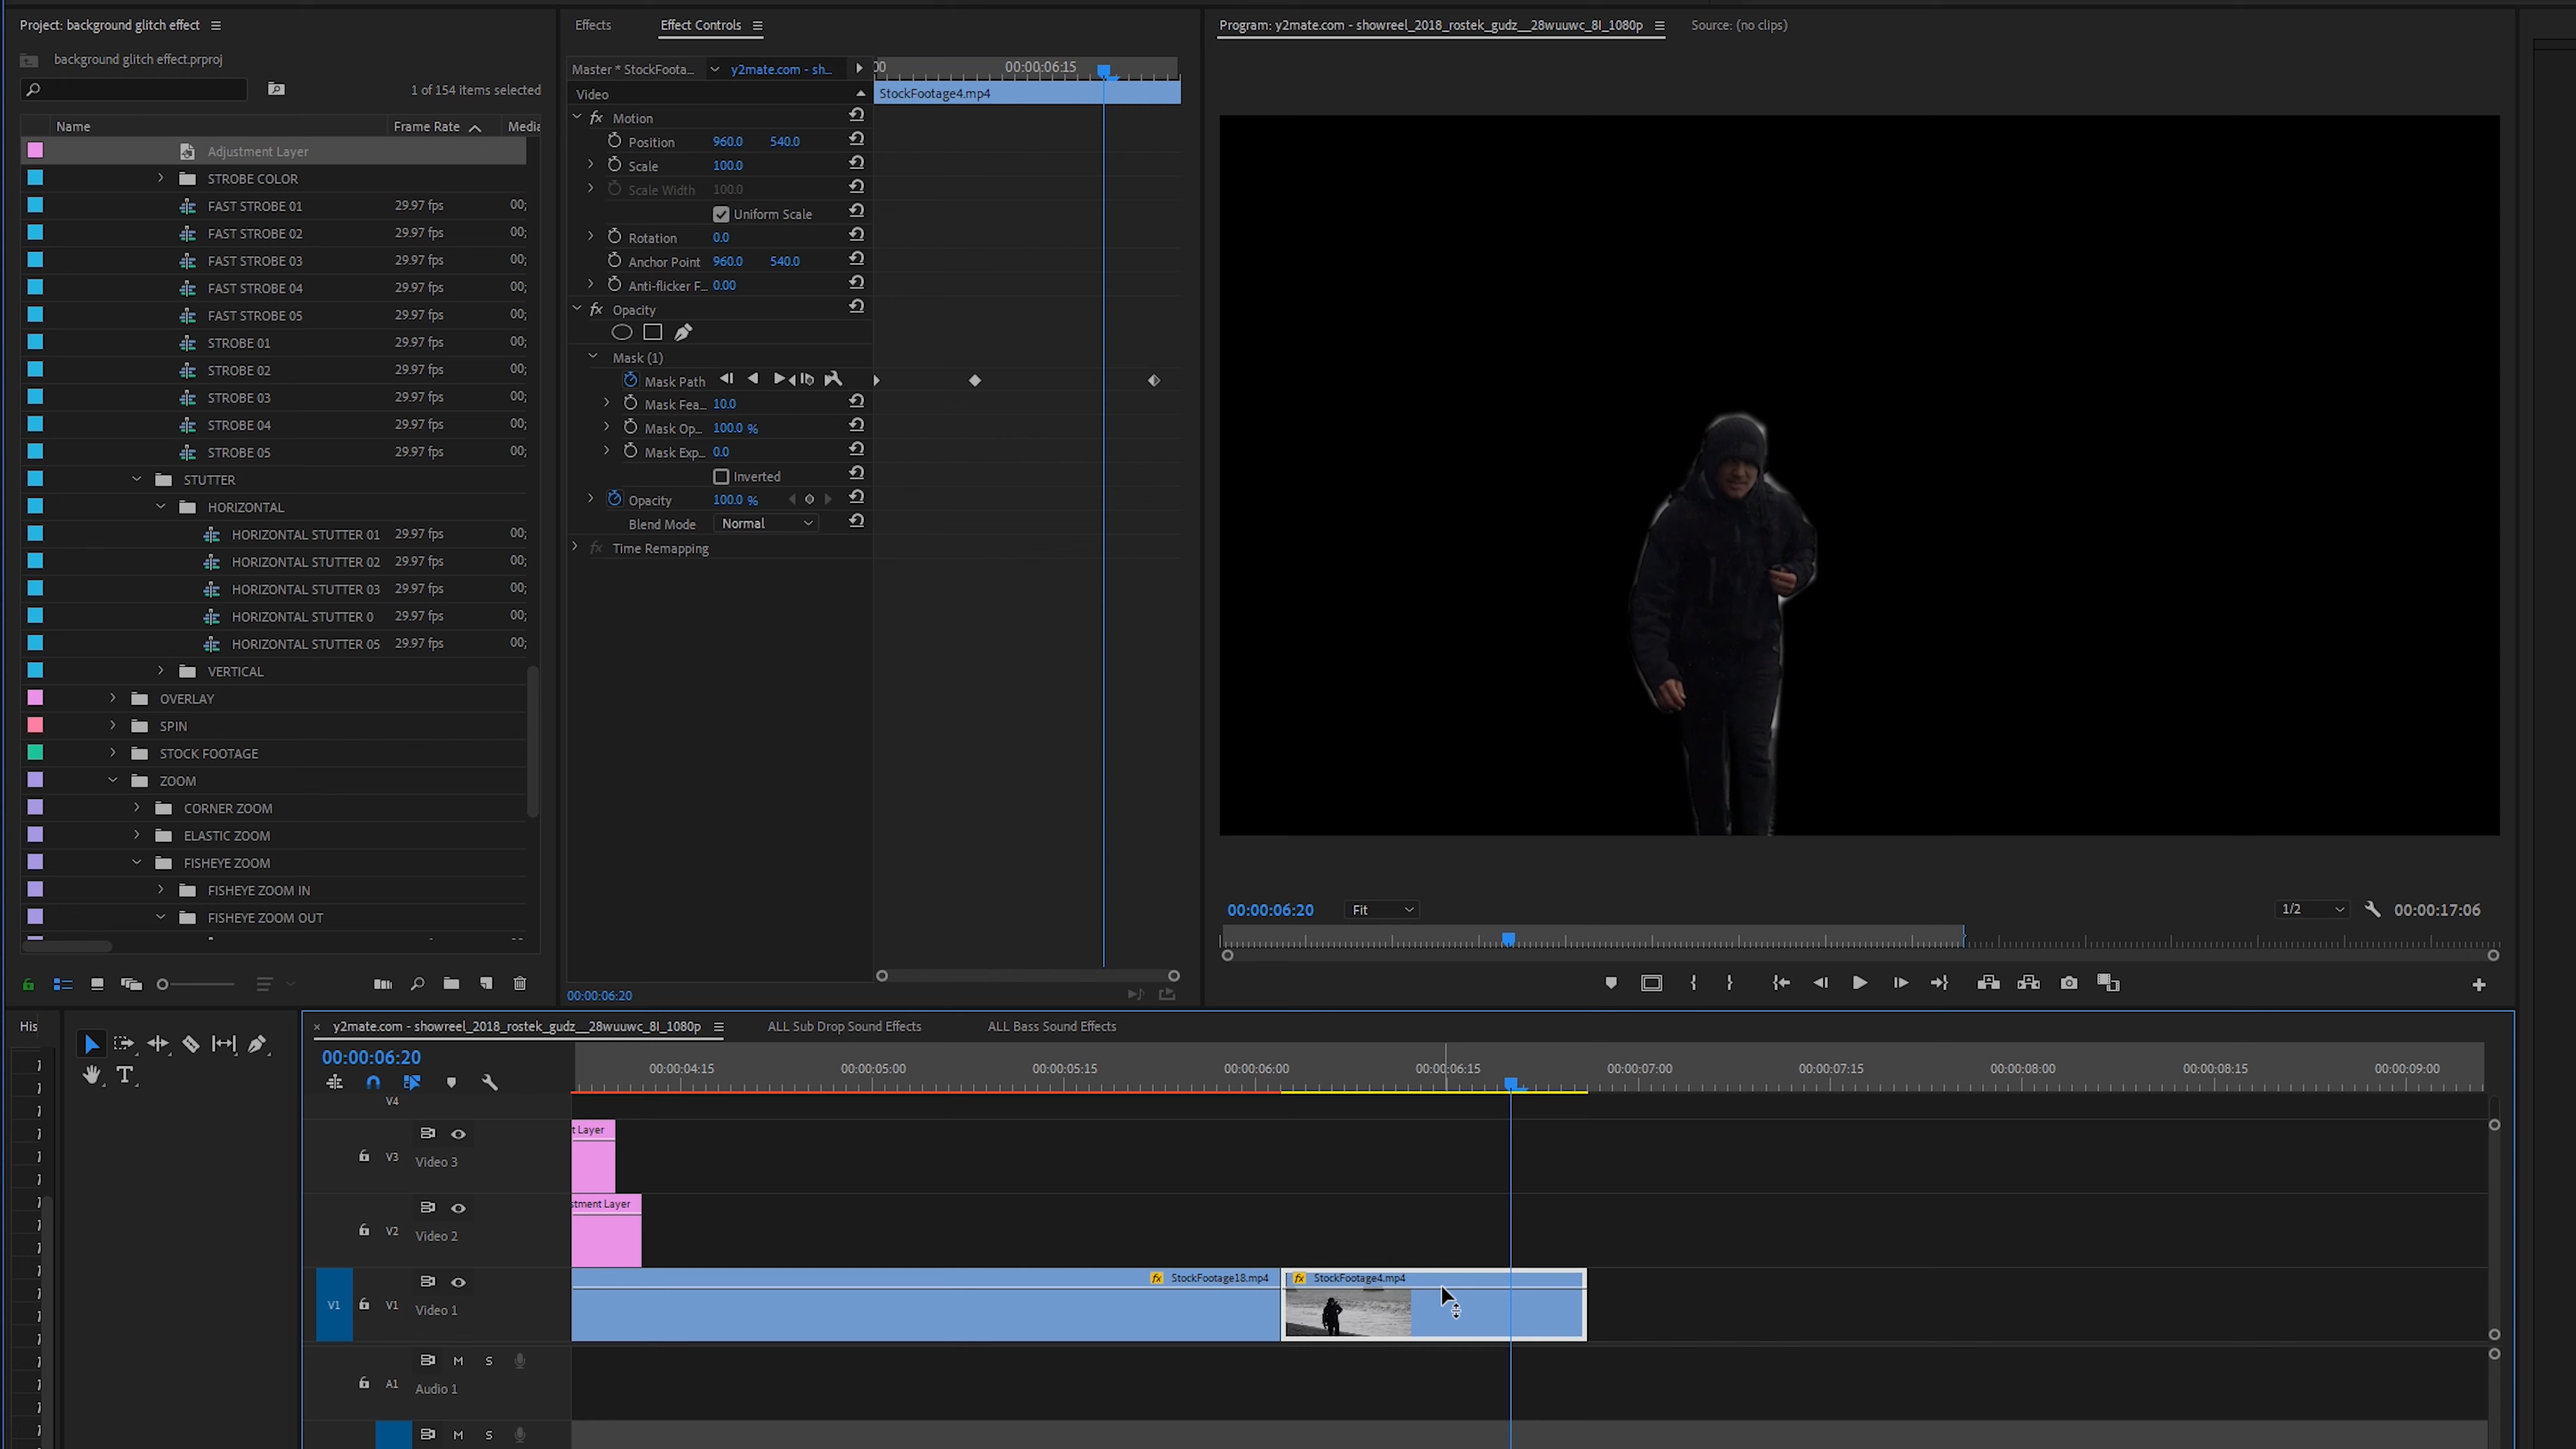 Project: background glitch effect
background glitch effect.prproj
1 of 154 items selected
Name
Frame Rate
Media
Adjustment Layer
STROBE COLOR
FAST STROBE 01 29.97 fps 00;
FAST STROBE 02 29.97 fps 00;
FAST STROBE 03 29.97 fps 00;
FAST STROBE 04 29.97 fps 00;
FAST STROBE 05 29.97 fps 00;
STROBE 01 29.97 fps 00;
STROBE 02 29.97 fps 00;
STROBE 03 29.97 fps 00;
STROBE 04 29.97 fps 00;
STROBE 05 29.97 fps 00;
STUTTER
HORIZONTAL
HORIZONTAL STUTTER 01 29.97 fps 00;
HORIZONTAL STUTTER 02 29.97 fps 00;
HORIZONTAL STUTTER 03 29.97 fps 00;
HORIZONTAL STUTTER 0 29.97 fps 00;
HORIZONTAL STUTTER 05 29.97 fps 00;
VERTICAL
OVERLAY
SPIN
STOCK FOOTAGE
ZOOM
CORNER ZOOM
ELASTIC ZOOM
FISHEYE ZOOM
FISHEYE ZOOM IN
FISHEYE ZOOM OUT
Effects
Effect Controls
Master * StockFoota...
y2mate.com - sh...
00
00:00:06:15
Video
StockFootage4.mp4
fx Motion
Position 960.0 540.0
Scale 100.0
Scale Width 100.0
Uniform Scale
Rotation 0.0
Anchor Point 960.0 540.0
Anti-flicker F... 0.00
fx Opacity
Mask (1)
Mask Path
Mask Fea... 10.0
Mask Op... 100.0 %
Mask Exp... 0.0
Inverted
Opacity 100.0 %
Blend Mode Normal
fx Time Remapping
00:00:06:20
Program: y2mate.com - showreel_2018_rostek_gudz__28wuuwc_8I_1080p
Source: (no clips)
00:00:06:20
Fit
1/2
00:00:17:06
His
T
y2mate.com - showreel_2018_rostek_gudz__28wuuwc_8I_1080p
ALL Sub Drop Sound Effects
ALL Bass Sound Effects
00:00:06:20
00:00:04:15 00:00:05:00 00:00:05:15 00:00:06:00 00:00:06:15 00:00:07:00 00:00:07:15 00:00:08:00 00:00:08:15 00:00:09:00
V4
V3
Video 3
t Layer
V2
Video 2
stment Layer
V1
V1
Video 1
fx StockFootage18.mp4
fx StockFootage4.mp4
M S
A1
Audio 1
M S